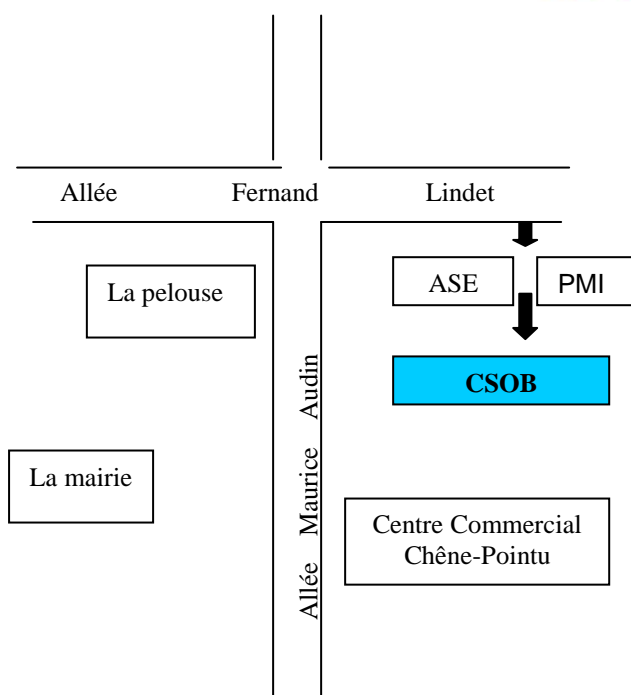 Allée Fernand Lindet
La pelouse
ASE
PMI
CSOB
Allée Maurice Audin
La mairie
Centre Commercial
Chêne-Pointu